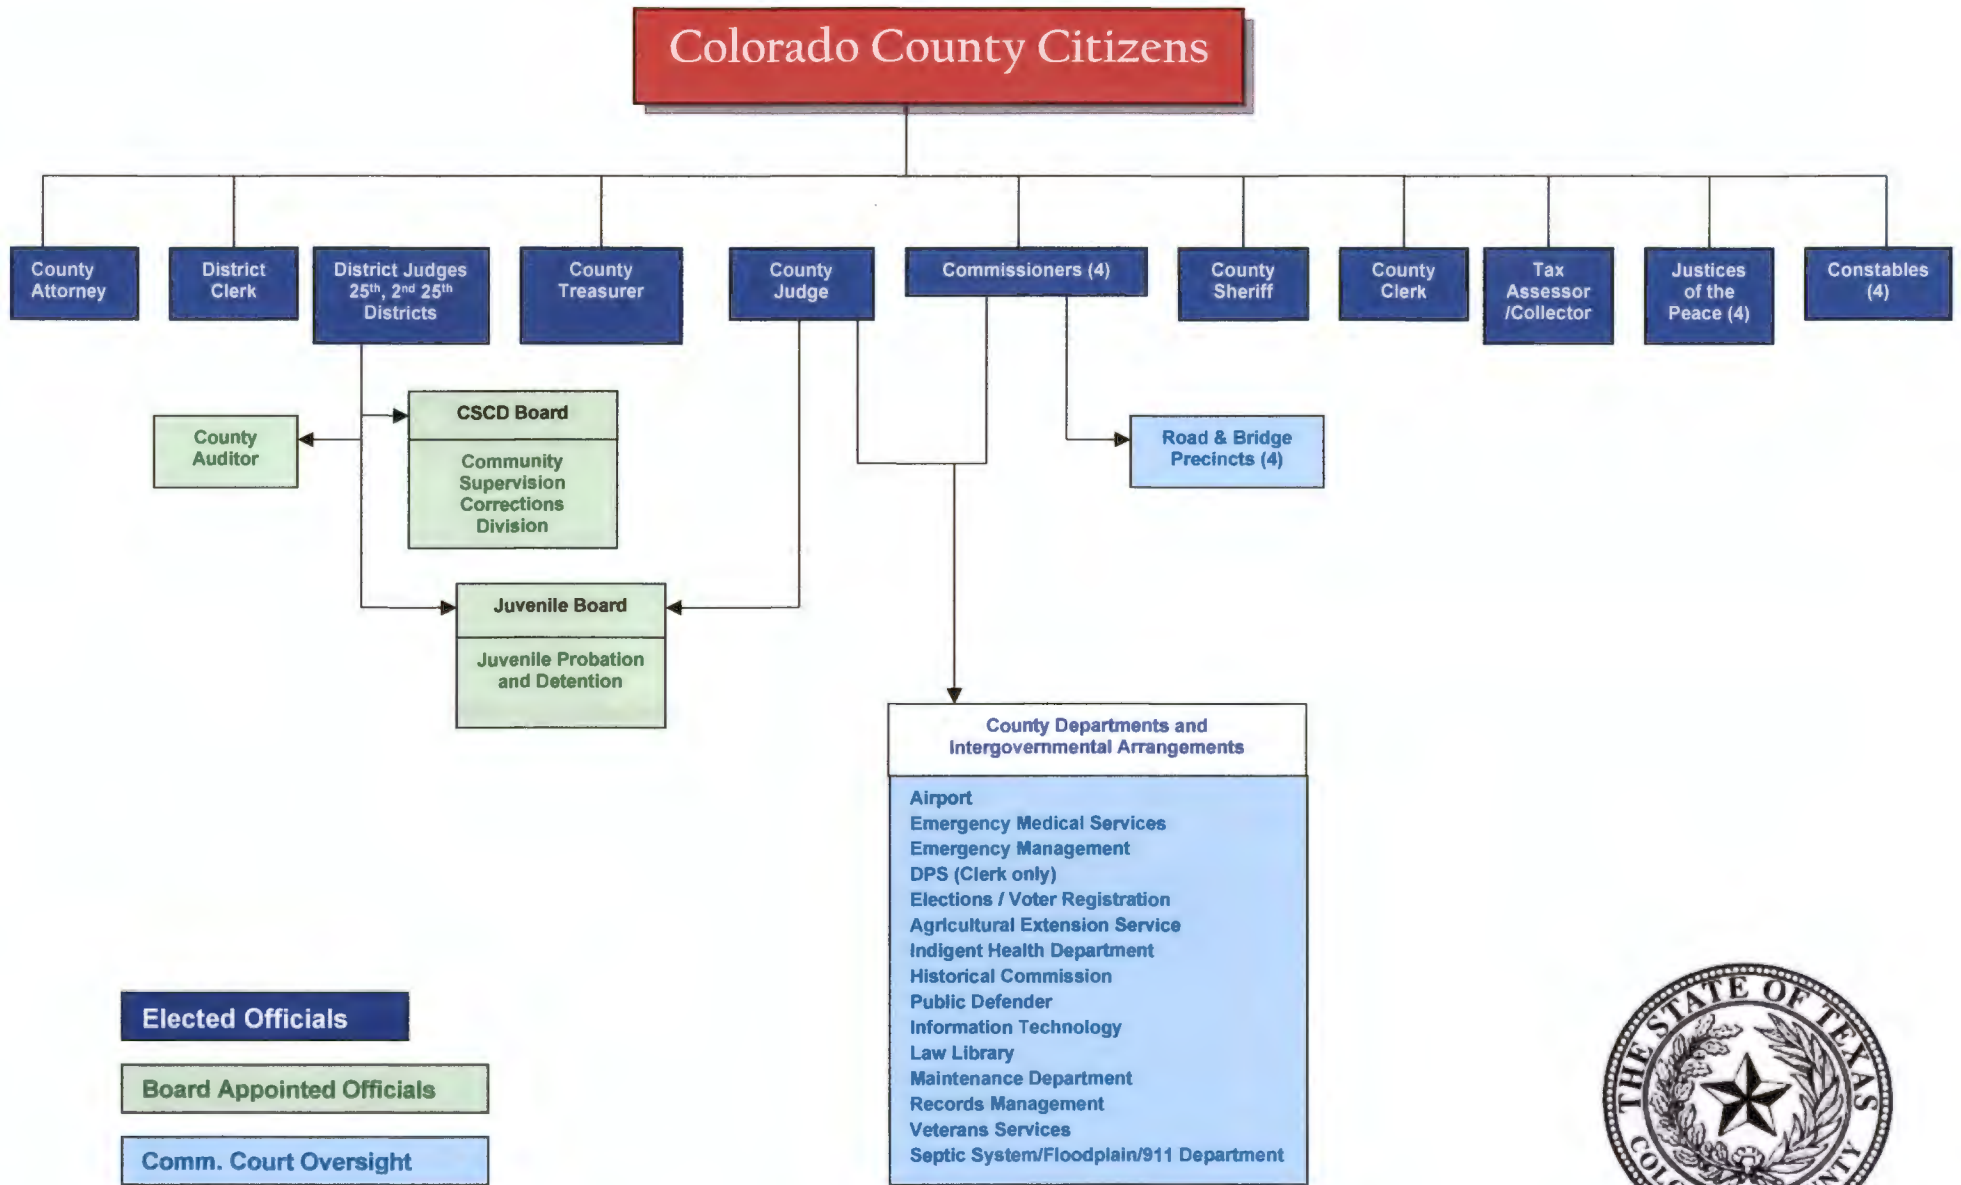 Colorado County Citizens
County
Attorney
District
Clerk
District Judges
25th, 2nd 25th
Districts
County
Treasurer
County
Judge
Commissioners (4)
County
Sheriff
County
Clerk
Tax
Assessor
/Collector
Justices
of the
Peace (4)
Constables
(4)
County
Auditor
CSCD Board
Community
Supervision
Corrections
Division
Road & Bridge
Precincts (4)
Juvenile Board
Juvenile Probation
and Detention
County Departments and
Intergovernmental Arrangements
Airport
Emergency Medical Services
Emergency Management
DPS (Clerk only)
Elections / Voter Registration
Agricultural Extension Service
Indigent Health Department
Historical Commission
Public Defender
Information Technology
Law Library
Maintenance Department
Records Management
Veterans Services
Septic System/Floodplain/911 Department
Elected Officials
Board Appointed Officials
Comm. Court Oversight
THE STATE OF TEXAS